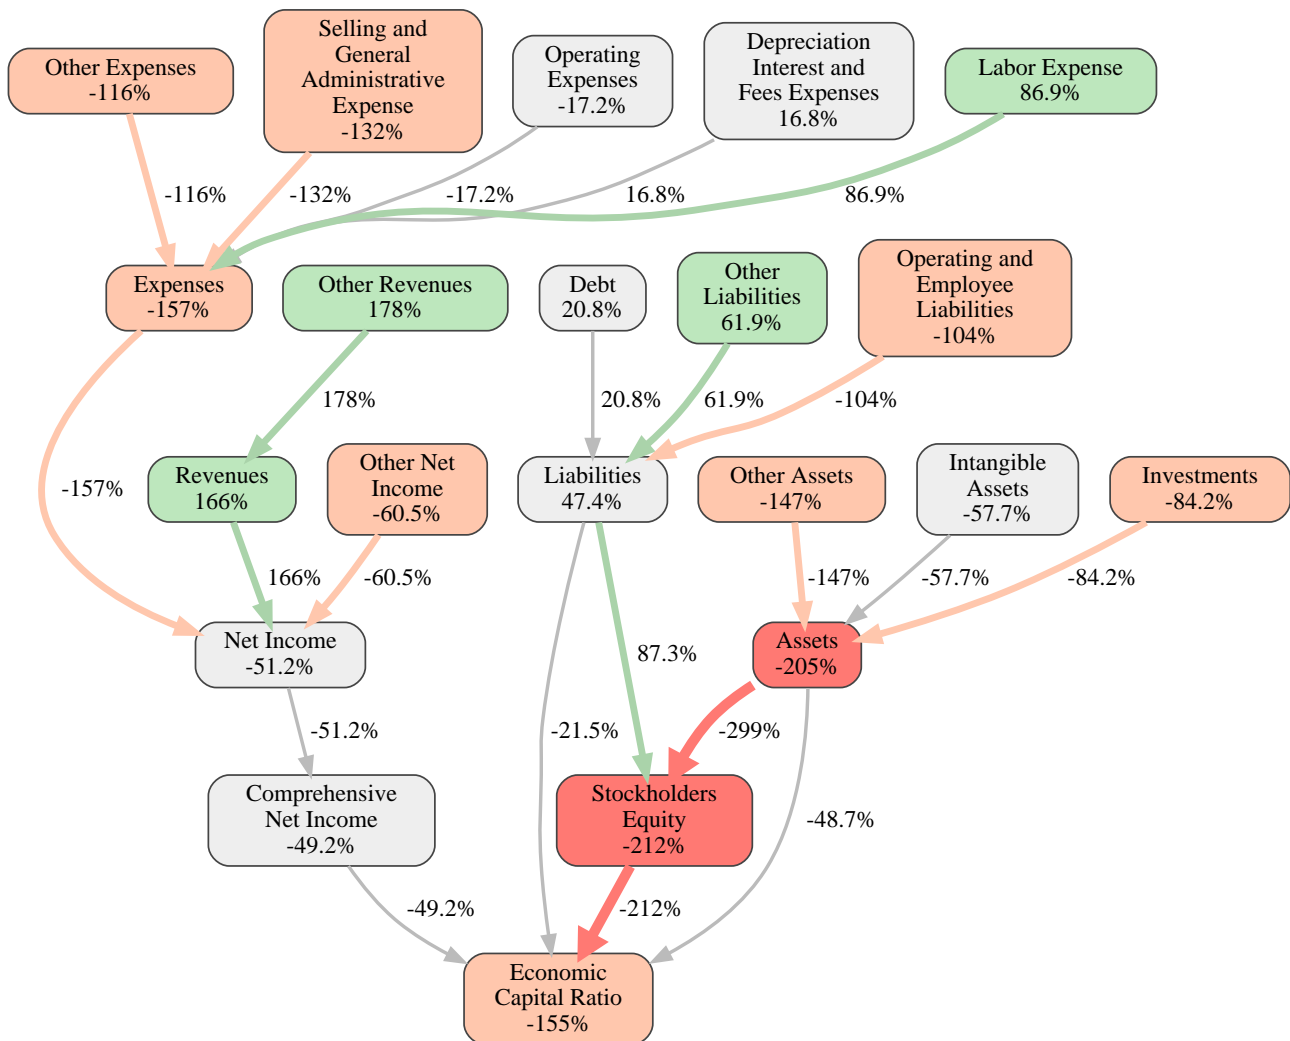 Other Expenses
-116%
Selling and
General
Administrative
Expense
-132%
Operating
Expenses
-17.2%
Depreciation
Interest and
Fees Expenses
16.8%
Labor Expense
86.9%
-116%
-132%
-17.2%
16.8%
86.9%
Expenses
-157%
Other Revenues
178%
Debt
20.8%
Other
Liabilities
61.9%
Operating and
Employee
Liabilities
-104%
178%
20.8%
61.9%
-104%
-157%
Revenues
166%
Other Net
Income
-60.5%
Liabilities
47.4%
Other Assets
-147%
Intangible
Assets
-57.7%
Investments
-84.2%
166%
-60.5%
-147%
-57.7%
-84.2%
Net Income
-51.2%
87.3%
Assets
-205%
-51.2%
-21.5%
-299%
Comprehensive
Net Income
-49.2%
Stockholders
Equity
-212%
-48.7%
-49.2%
-212%
Economic
Capital Ratio
-155%